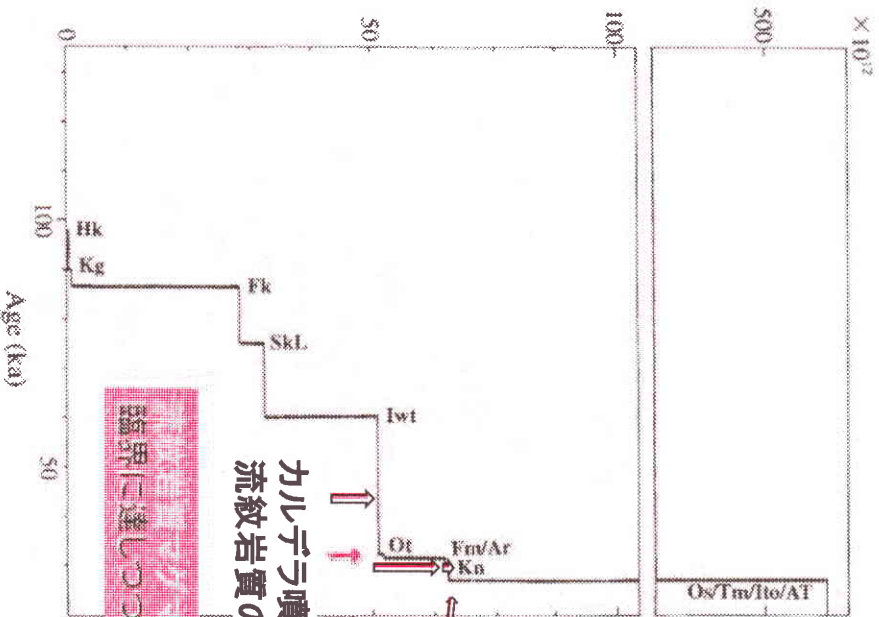 × 10¹²
500
100
50
0
Hk
Kg
Fk
SkL
Iwt
Ot
Fm/Ar
Kn
Os/Tm/Ito/AT
100
50
Age (ka)
カルデラ噴
流紋岩質の
臨界に達しつつ